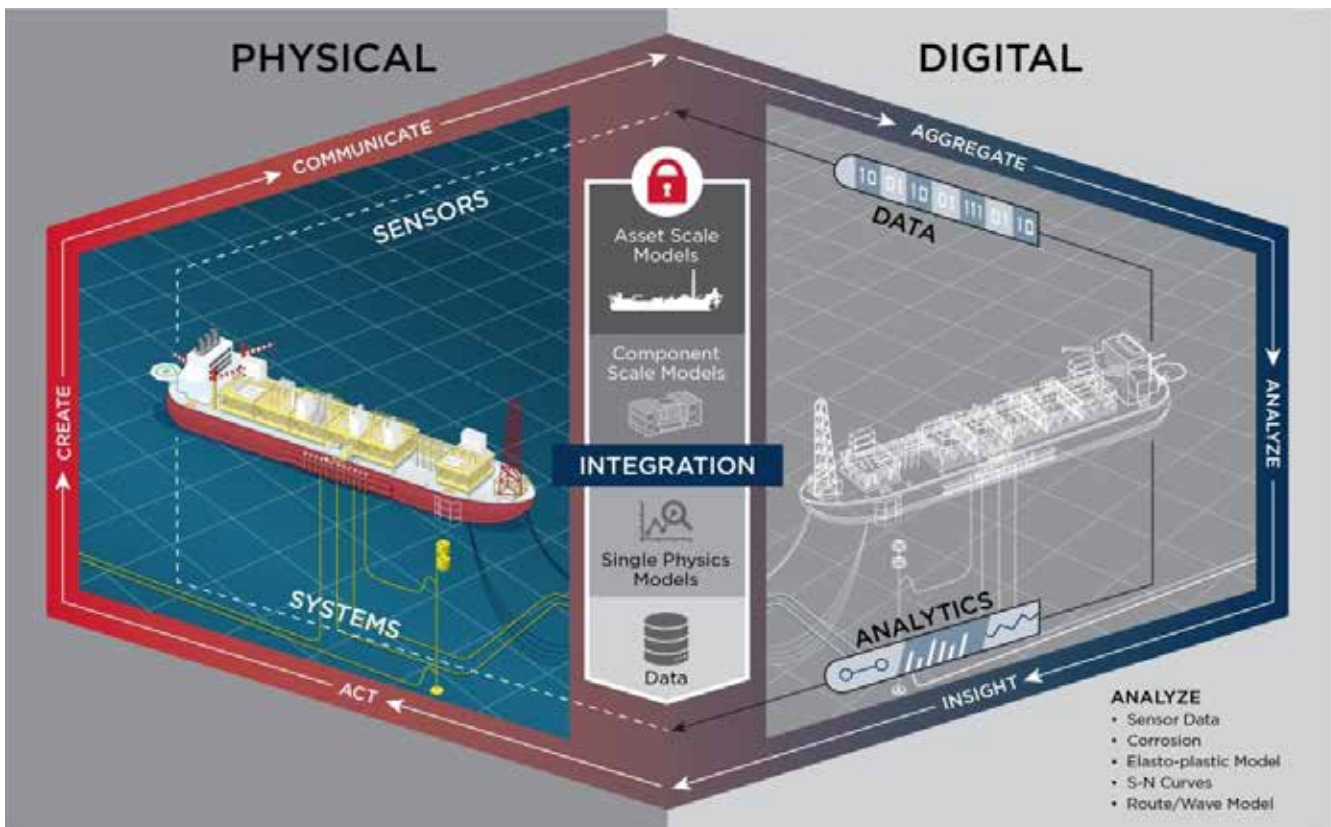 PHYSICAL
DIGITAL
COMMUNICATE
AGGREGATE
SENSORS
10 01 10 01 111 01 10
DATA
Asset Scale
Models
Component
Scale Models
CREATE
ANALYZE
INTEGRATION
Single Physics
Models
SYSTEMS
ANALYTICS
Data
ACT
INSIGHT
ANALYZE
• Sensor Data
• Corrosion
• Elasto-plastic Model
• S-N Curves
• Route/Wave Model